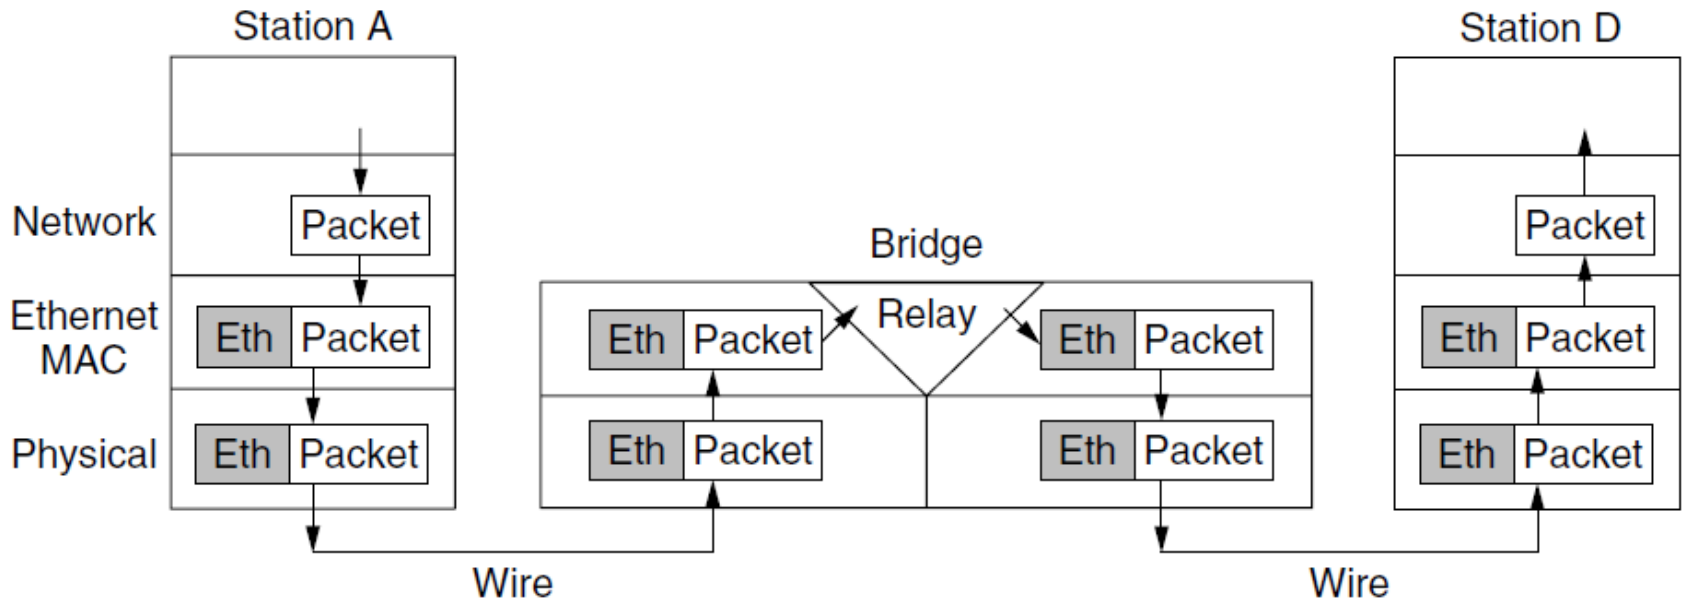 Station A
Station D
Network
Packet
Packet
Bridge
Ethernet
MAC
Eth Packet
Eth Packet
Relay
Eth Packet
Eth Packet
Physical
Eth Packet
Eth Packet
Eth Packet
Eth Packet
Wire
Wire